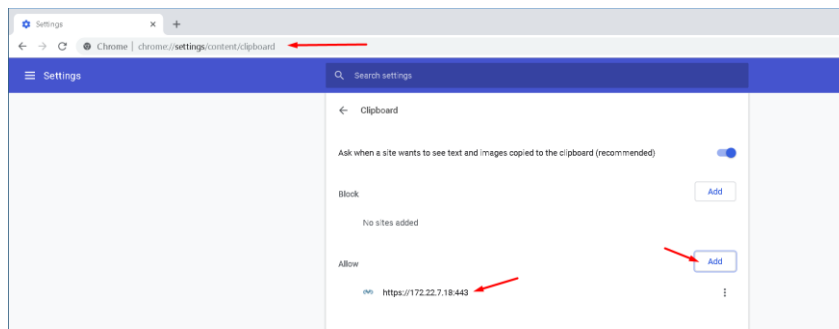 Settings
Chrome | chrome://settings/content/clipboard
Settings
Search settings
Clipboard
Ask when a site wants to see text and images copied to the clipboard (recommended)
Block
Add
No sites added
Allow
Add
https://172.22.7.18:443